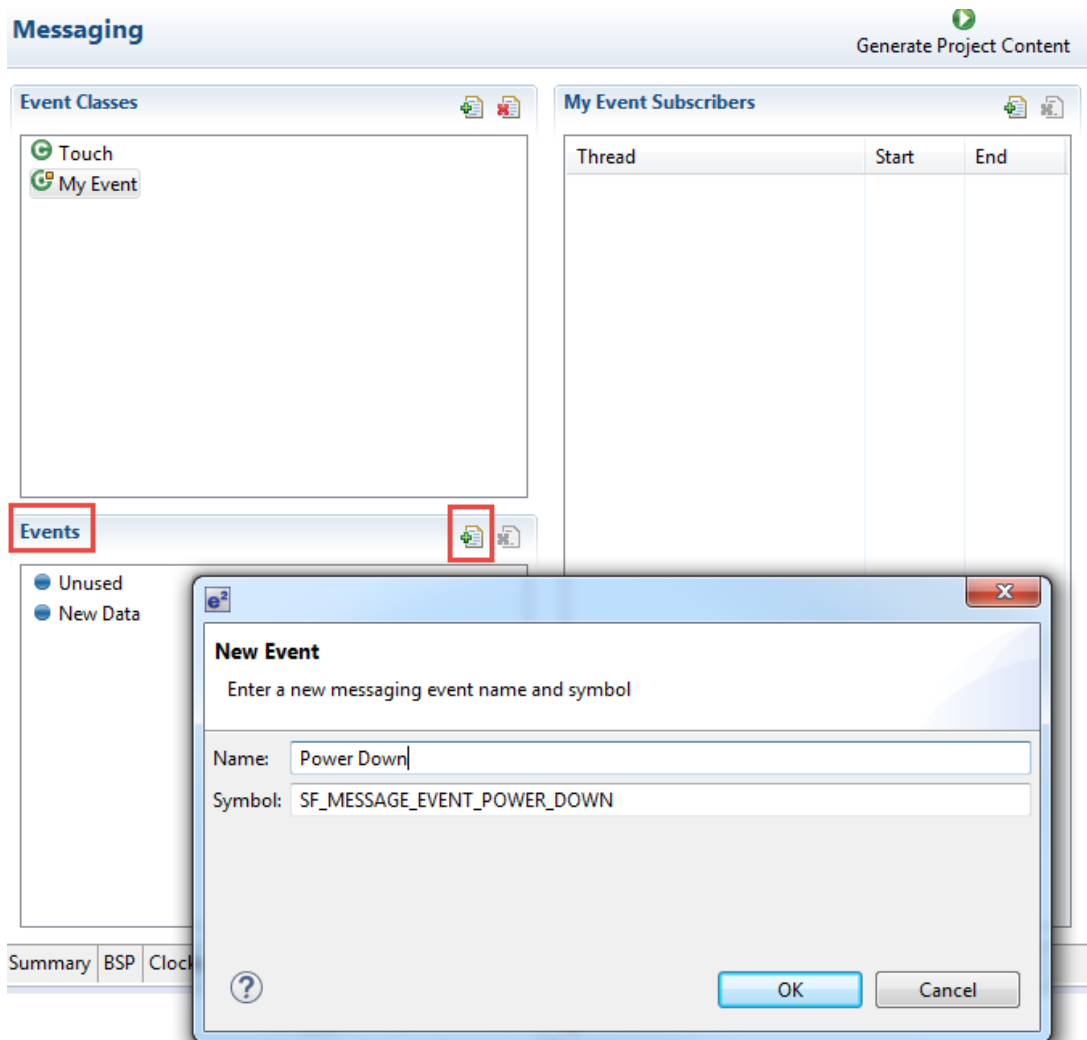 Messaging
Generate Project Content
Event Classes
Touch
My Event
My Event Subscribers
Thread Start End
Events
Unused
New Data
e²
New Event
Enter a new messaging event name and symbol
Name: Power Down
Symbol: SF_MESSAGE_EVENT_POWER_DOWN
Summary BSP Clock
? OK Cancel